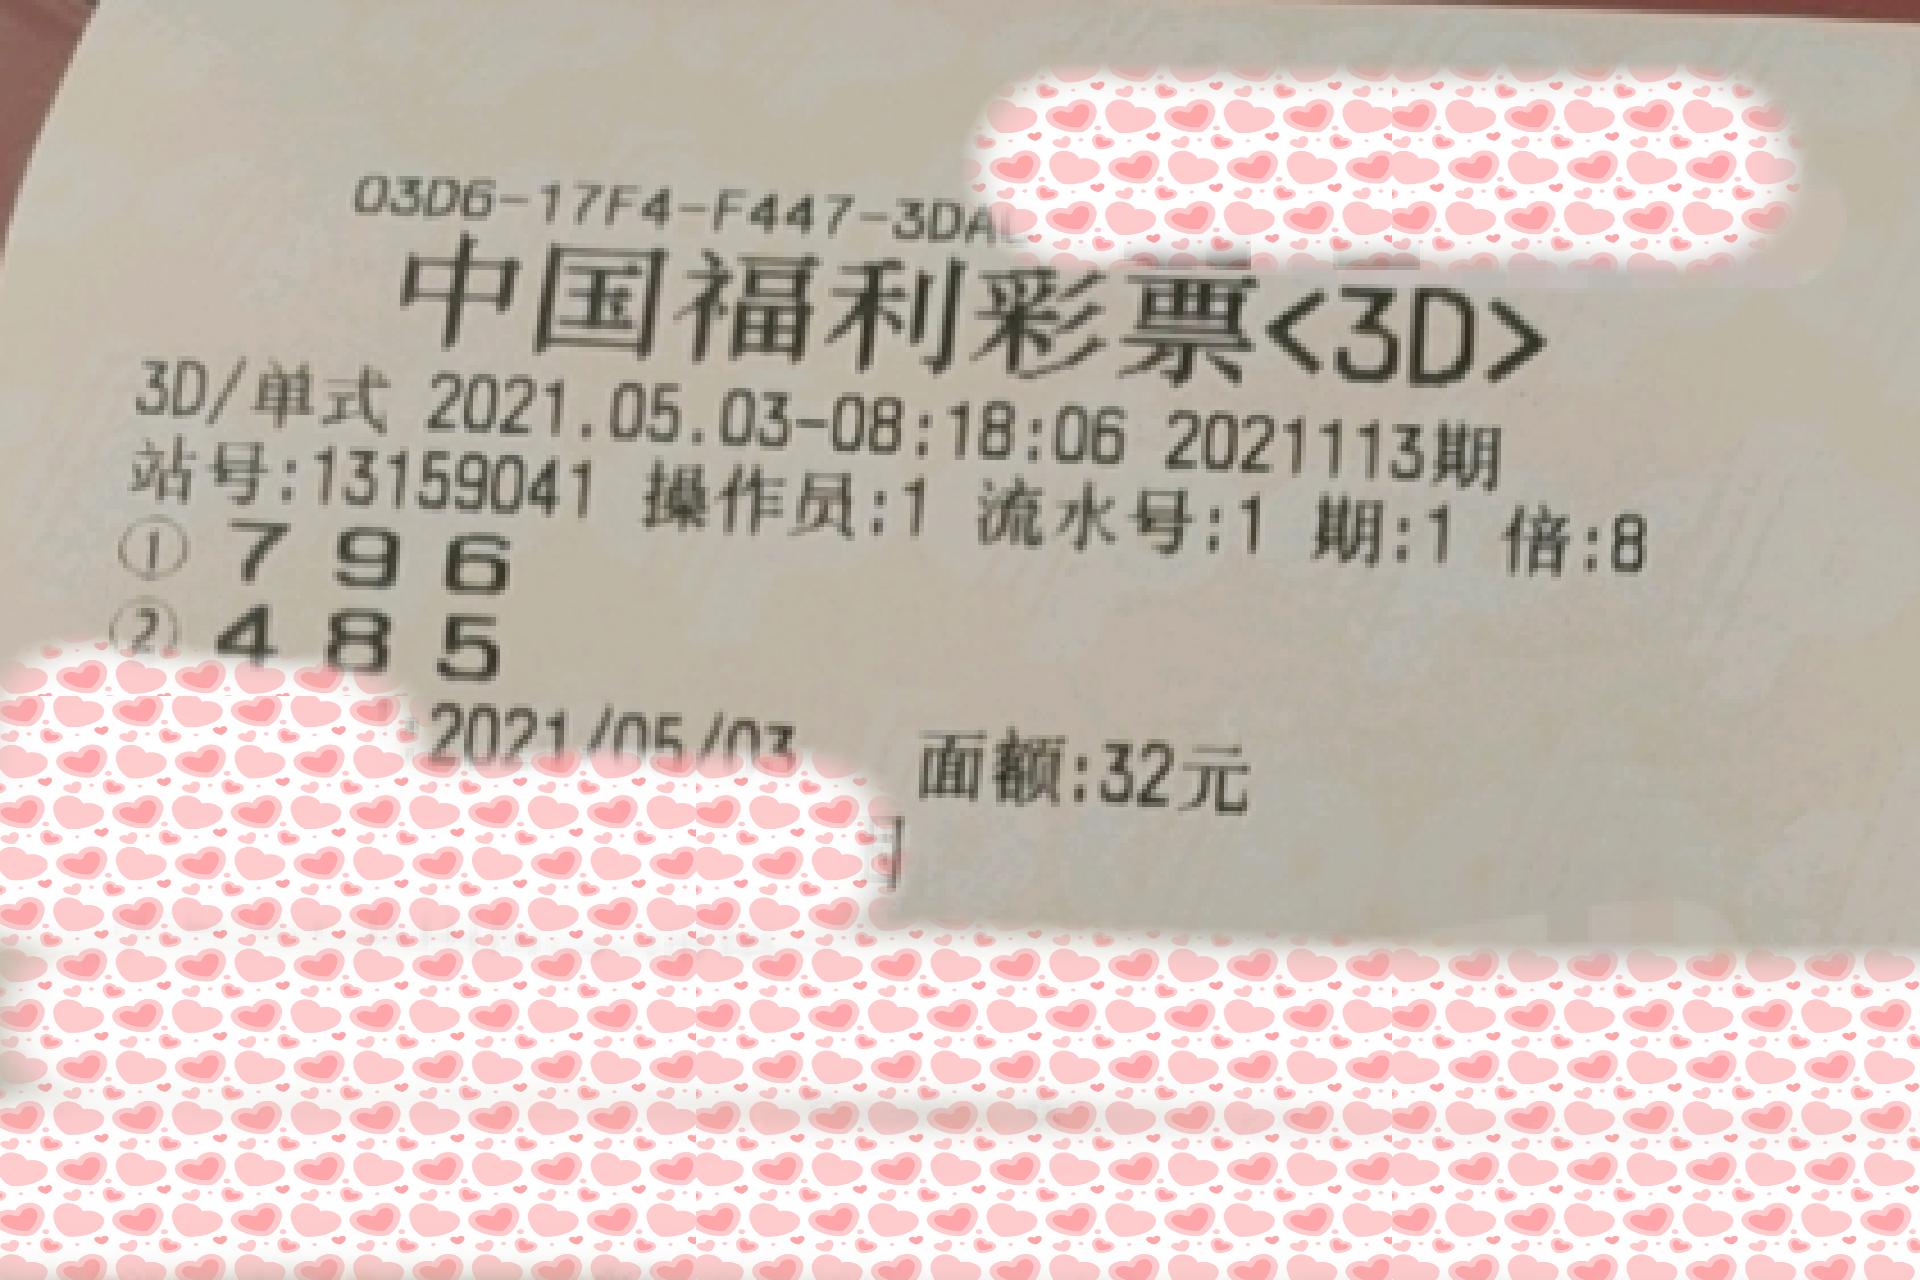 03D6-17F4-F447-3DA
中国福利彩票<3D>
3D/单式 2021.05.03-08:18:06 2021113期
站号:13159041 操作员:1 流水号:1 期:1 倍:8
① 7 9 6
② 4 8 5
2021/05/03 面额:32元